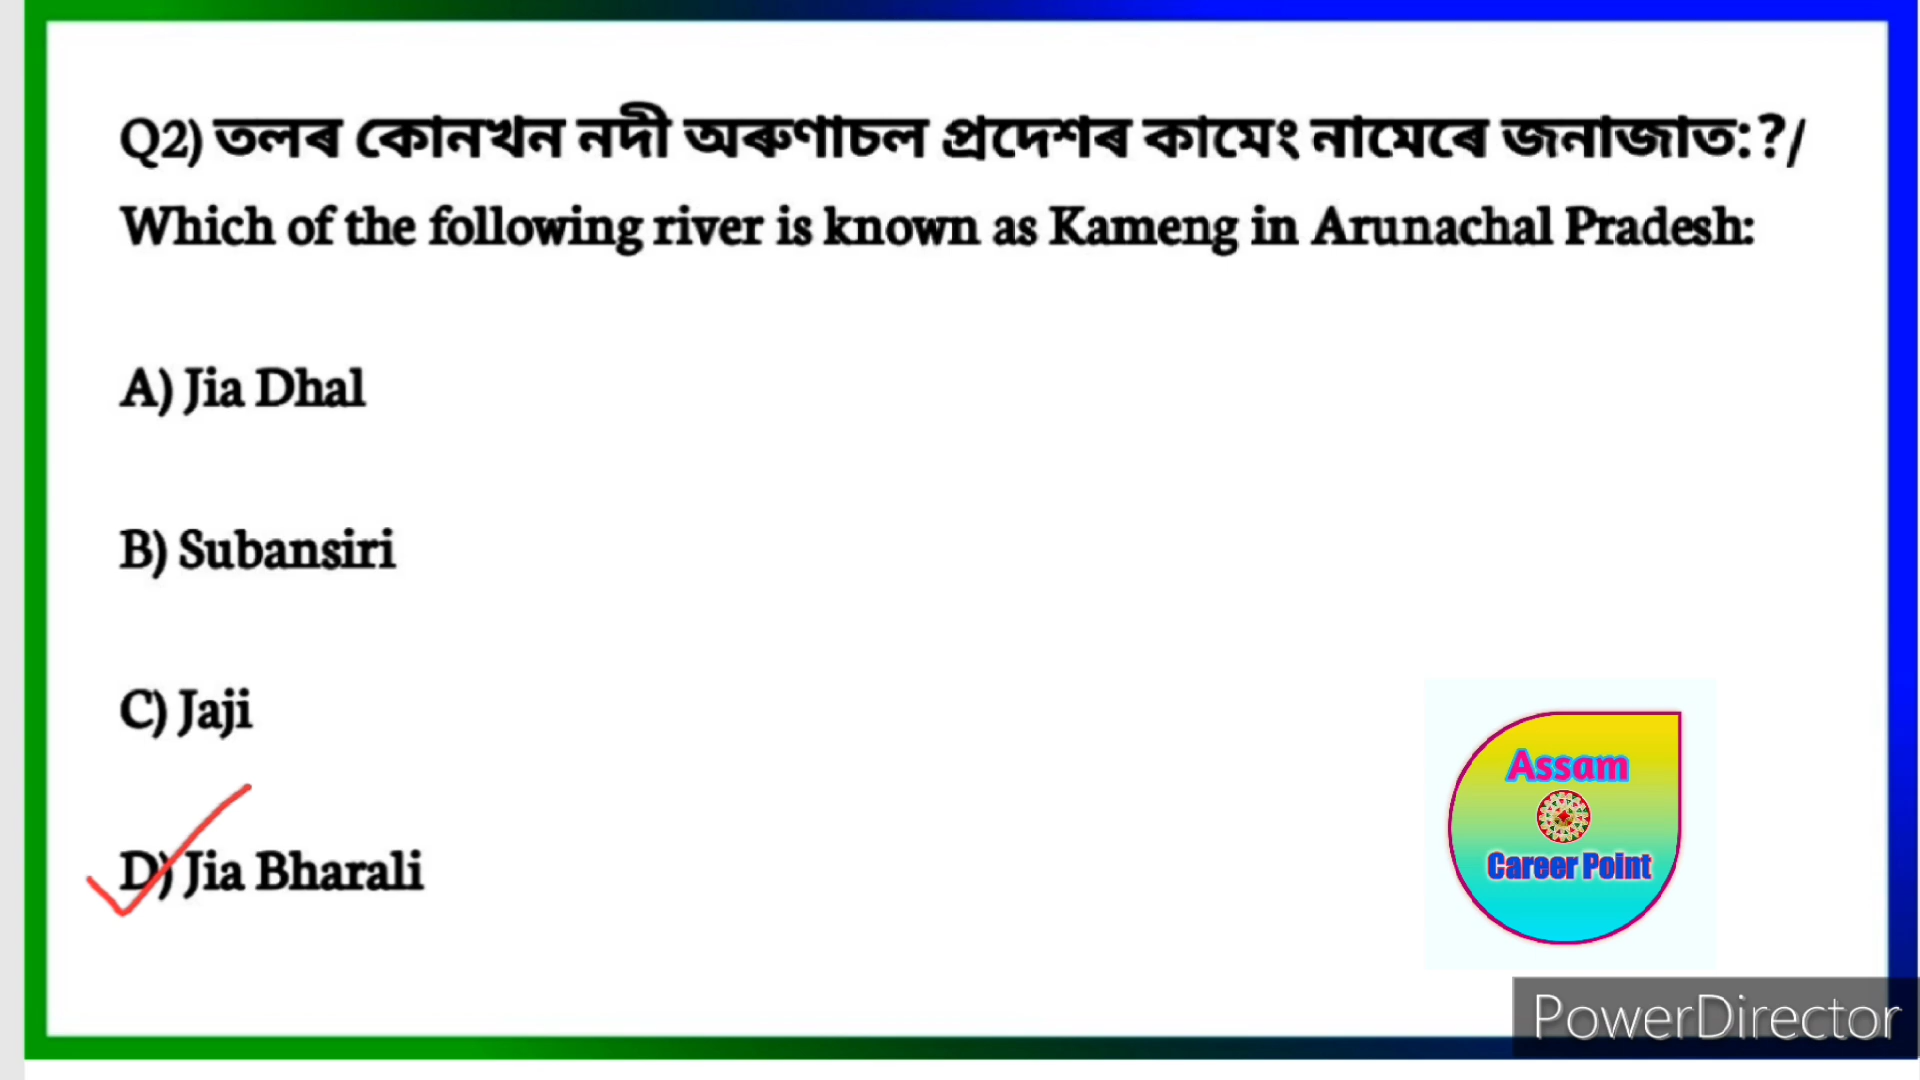 Q2) তলৰ কোনখন নদী অৰুণাচল প্ৰদেশৰ কামেং নামেৰে জনাজাত:?/
Which of the following river is known as Kameng in Arunachal Pradesh:
A) Jia Dhal
B) Subansiri
C) Jaji
D) Jia Bharali
Assam
Career Point
PowerDirector